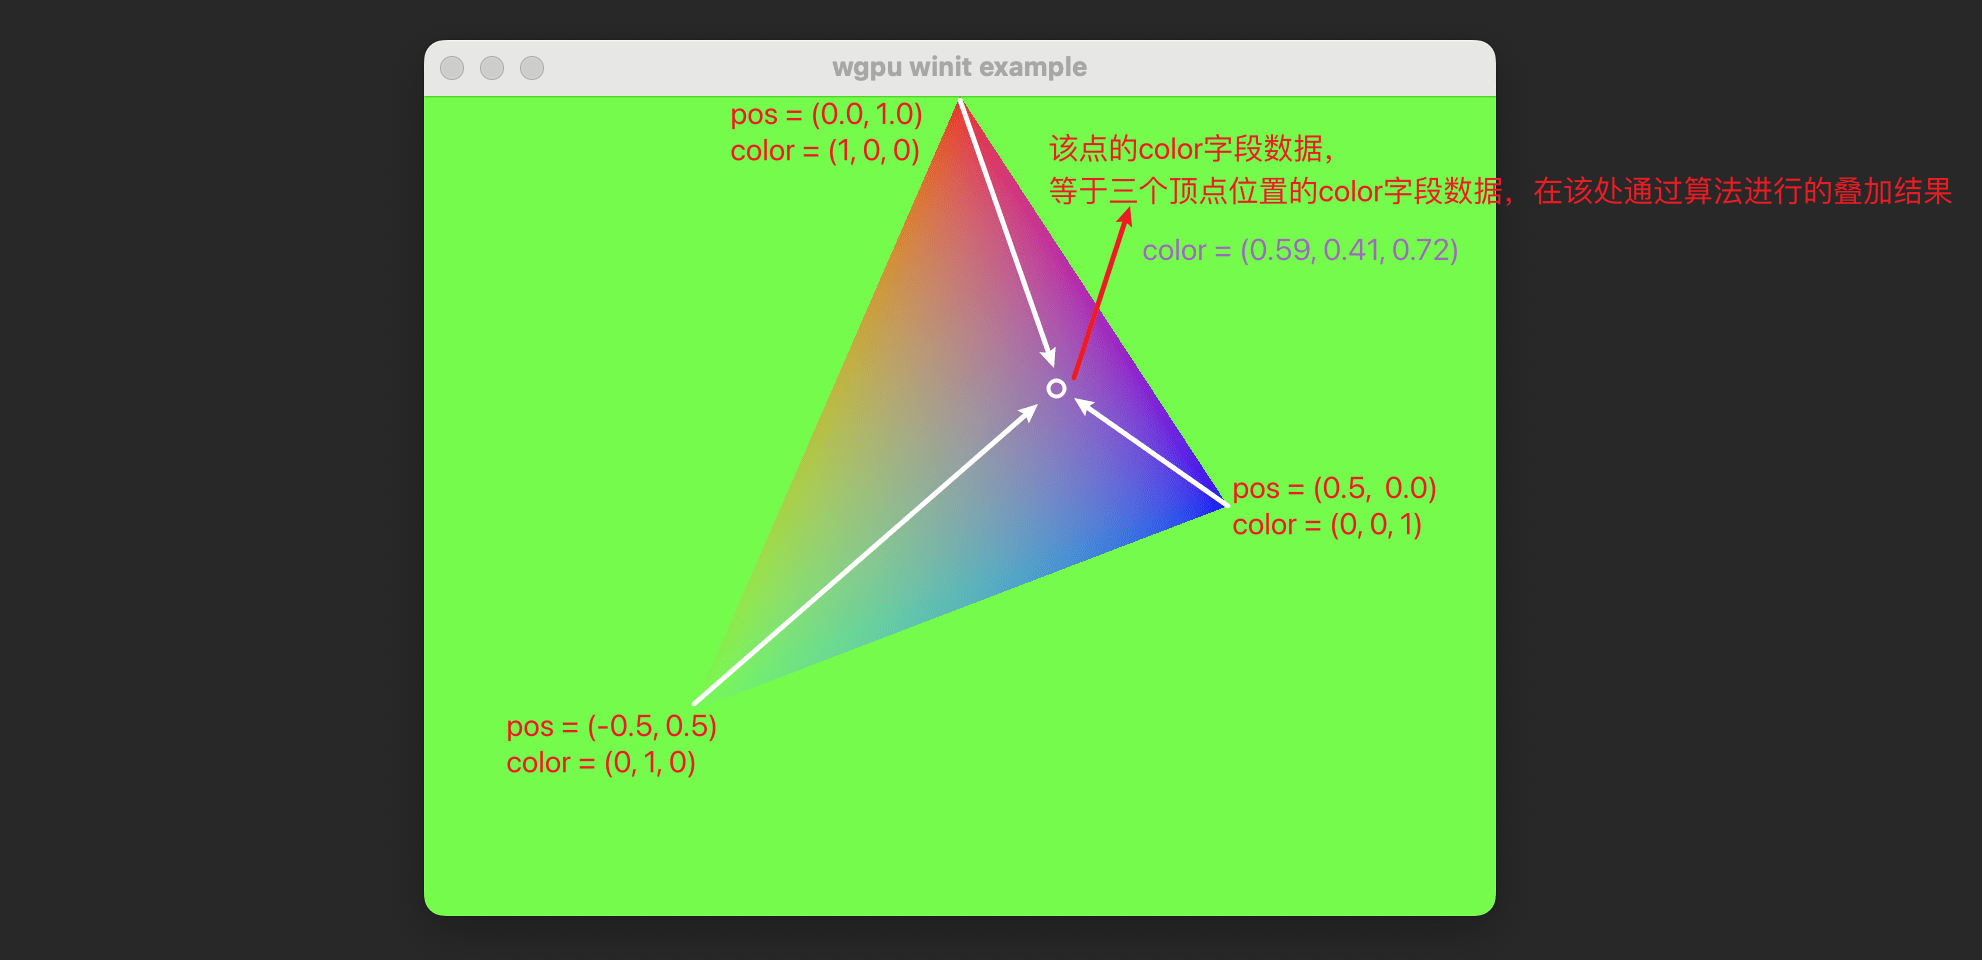 wgpu winit example
pos = (0.0, 1.0)
color = (1, 0, 0)
该点的color字段数据，
等于三个顶点位置的color字段数据，在该处通过算法进行的叠加结果
color = (0.59, 0.41, 0.72)
pos = (0.5,  0.0)
color = (0, 0, 1)
pos = (-0.5, 0.5)
color = (0, 1, 0)